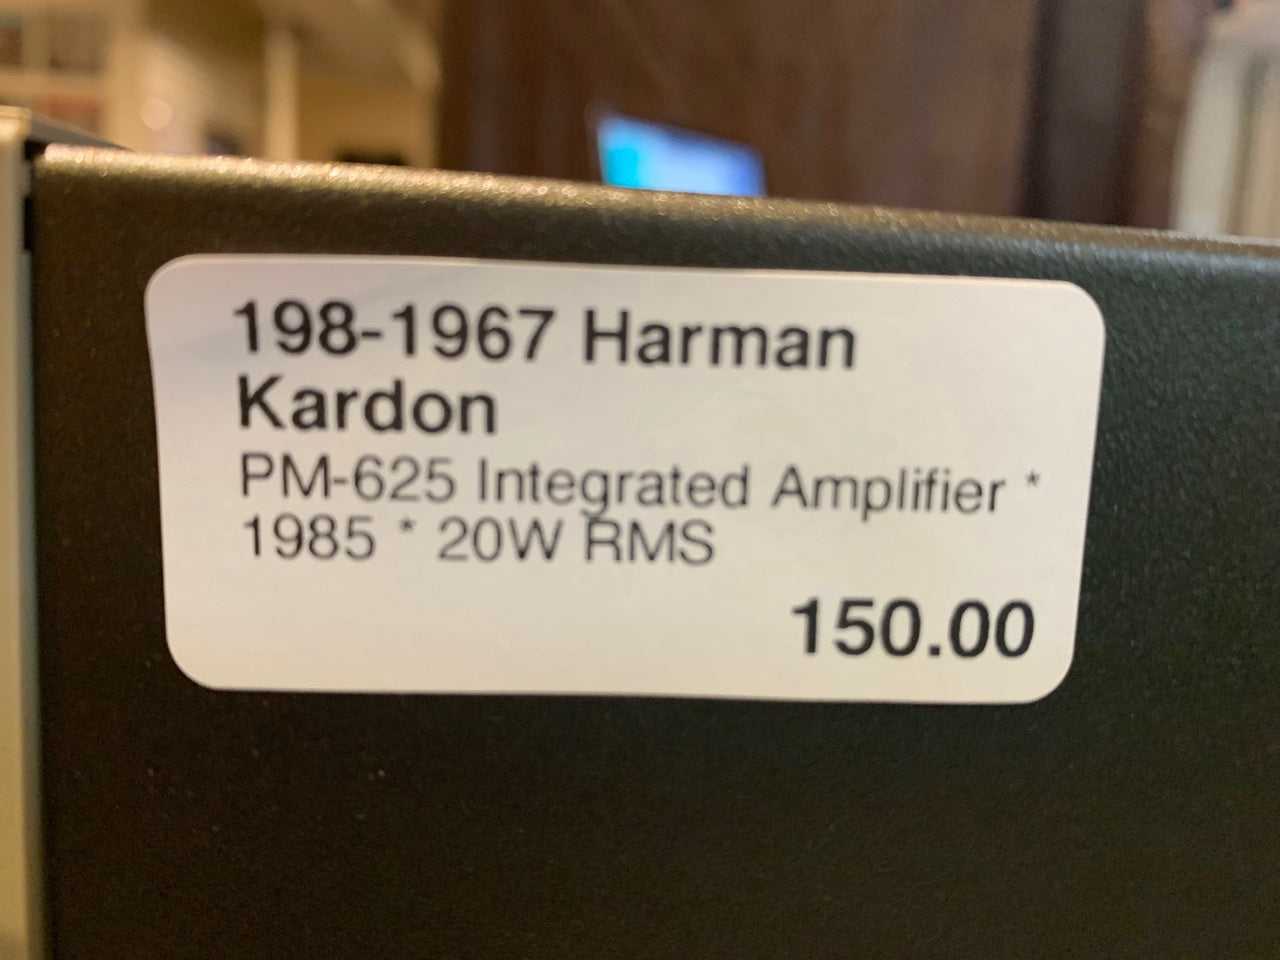 198-1967 Harman
Kardon
PM-625 Integrated Amplifier *
1985 * 20W RMS
150.00